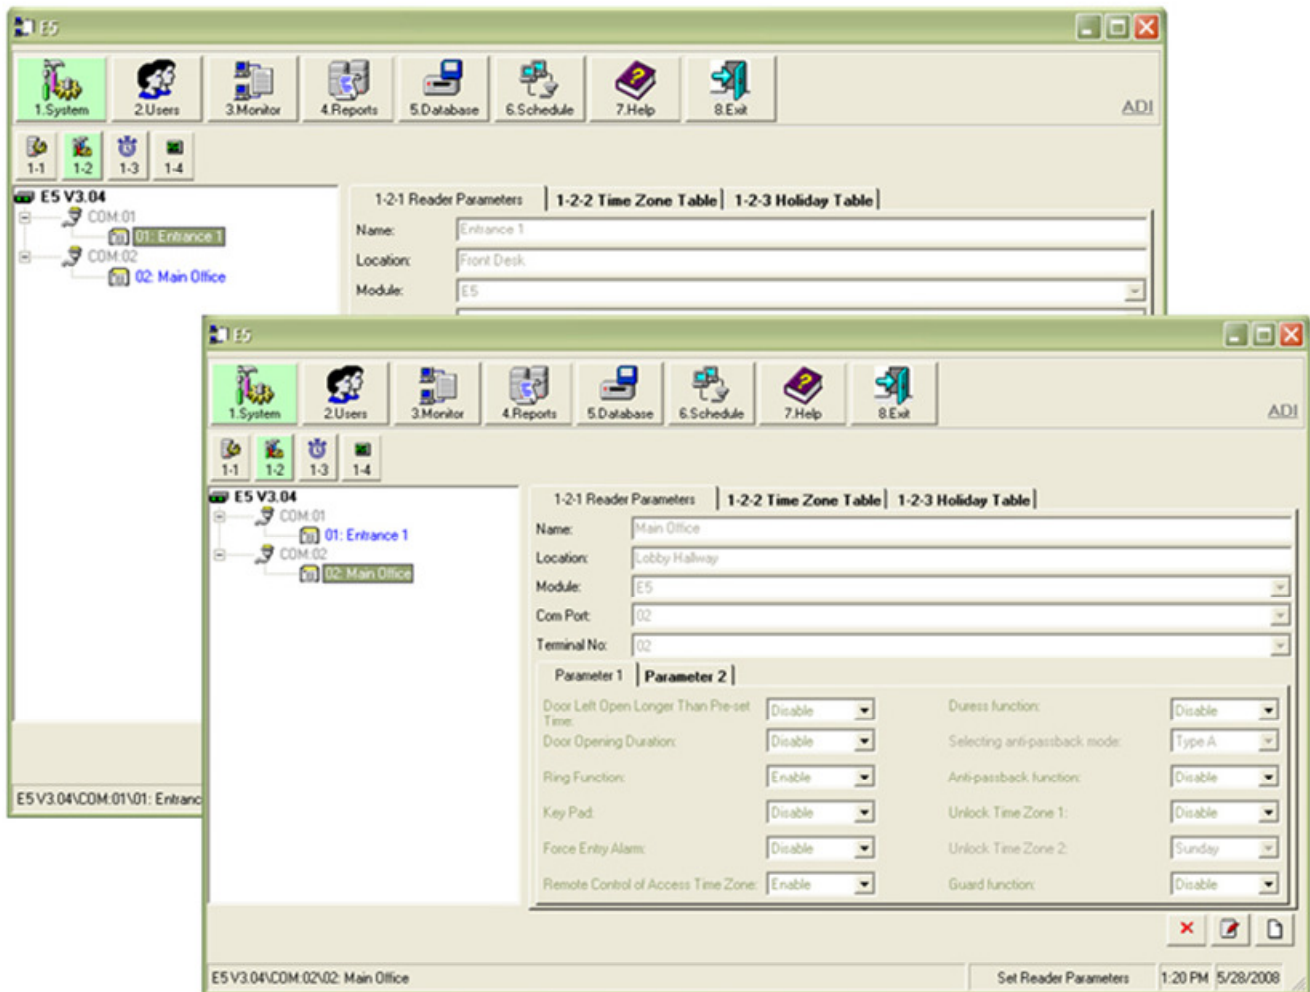 E5
1.System 2.Users 3.Monitor 4.Reports 5.Database 6.Schedule 7.Help 8.Exit ADI
1-1 1-2 1-3 1-4
E5 V3.04
COM:01
01: Entrance 1
COM:02
02: Main Office
1-2-1 Reader Parameters 1-2-2 Time Zone Table 1-2-3 Holiday Table
Name: Entrance 1
Location: Front Desk
Module: E5
E5 V3.04\COM:01\01: Entranc
E5
1.System 2.Users 3.Monitor 4.Reports 5.Database 6.Schedule 7.Help 8.Exit ADI
1-1 1-2 1-3 1-4
E5 V3.04
COM:01
01: Entrance 1
COM:02
02: Main Office
1-2-1 Reader Parameters 1-2-2 Time Zone Table 1-2-3 Holiday Table
Name: Main Office
Location: Lobby Hallway
Module: E5
Com Port: 02
Terminal No: 02
Parameter 1 Parameter 2
Door Left Open Longer Than Pre-set Disable Duress function: Disable
Time:
Door Opening Duration: Disable Selecting anti-passback mode: Type A
Ring Function: Enable Anti-passback function: Disable
Key Pad: Disable Unlock Time Zone 1: Disable
Force Entry Alarm: Disable Unlock Time Zone 2: Sunday
Remote Control of Access Time Zone: Enable Guard function: Disable
E5 V3.04\COM:02\02: Main Office Set Reader Parameters 1:20 PM 5/28/2008